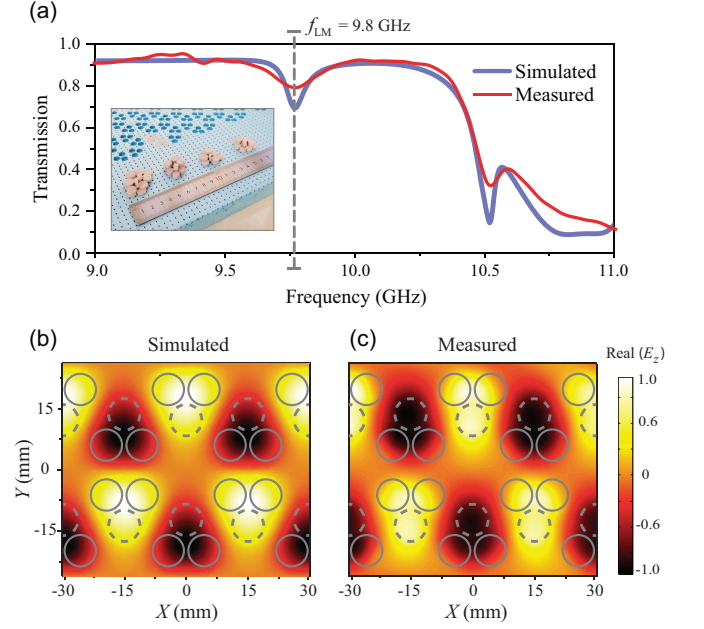 (a)
f_LM = 9.8 GHz
1.0
0.8
0.6
0.4
0.2
0.0
Transmission
Simulated
Measured
9.0 9.5 10.0 10.5 11.0
Frequency (GHz)
(b) Simulated
(c) Measured
Real (E_z)
15
0
-15
Y (mm)
-30 -15 0 15 30
X (mm)
15
0
-15
-30 -15 0 15 30
X (mm)
1.0
0.6
0
-0.6
-1.0